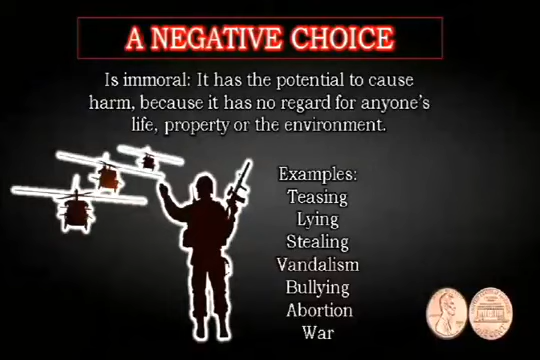 A NEGATIVE CHOICE
Is immoral: It has the potential to cause
harm, because it has no regard for anyone's
life, property or the environment.
Examples:
Teasing
Lying
Stealing
Vandalism
Bullying
Abortion
War